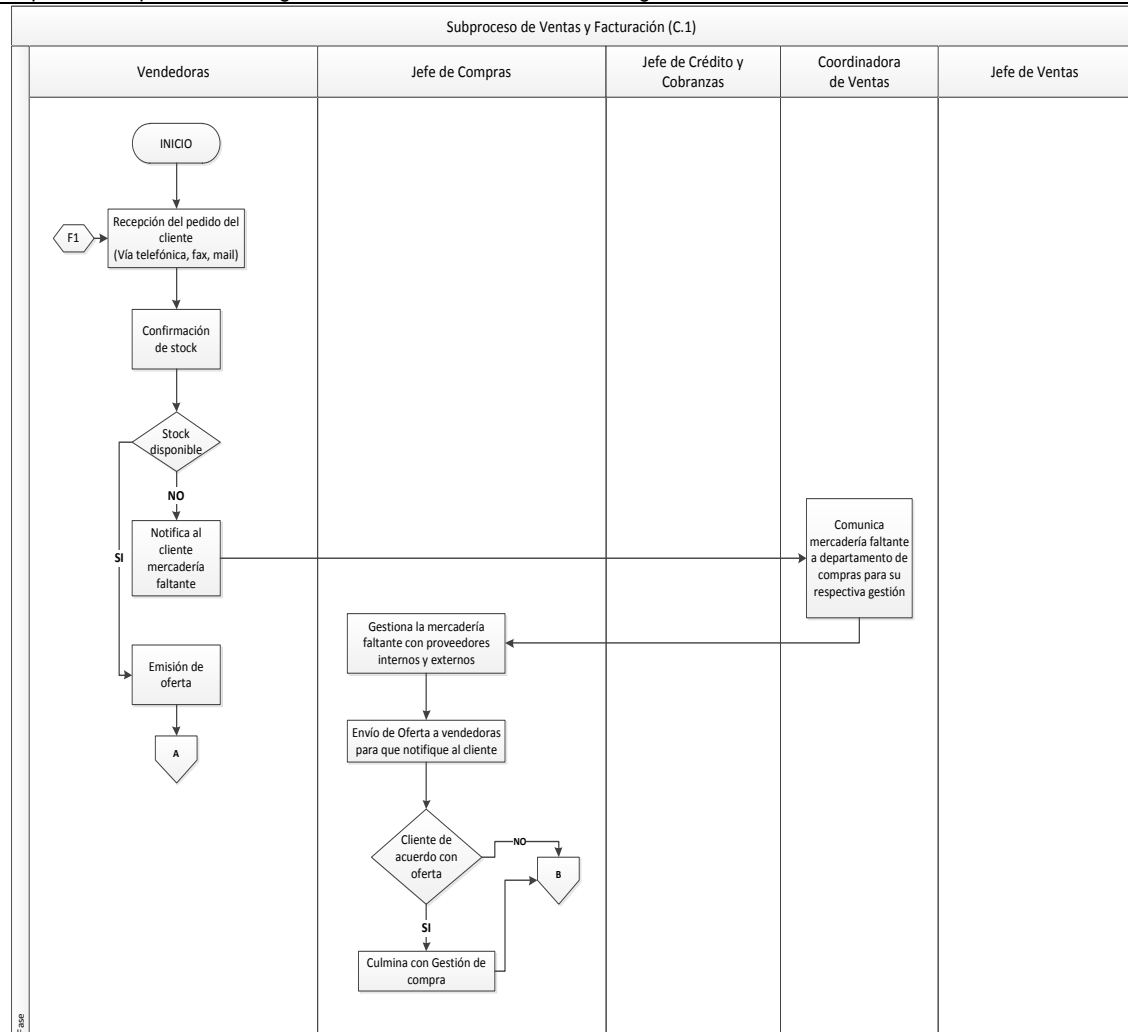 Subproceso de Ventas y Facturación (C.1)
Vendedoras
Jefe de Compras
Jefe de Crédito y
Cobranzas
Coordinadora
de Ventas
Jefe de Ventas
INICIO
F1
Recepción del pedido del
cliente
(Vía telefónica, fax, mail)
Confirmación
de stock
Stock
disponible
NO
SI
Notifica al
cliente
mercadería
faltante
Comunica
mercadería faltante
a departamento de
compras para su
respectiva gestión
Gestiona la mercadería
faltante con proveedores
internos y externos
Emisión de
oferta
A
Envío de Oferta a vendedoras
para que notifique al cliente
Cliente de
acuerdo con
oferta
NO
B
SI
Culmina con Gestión de
compra
Fase